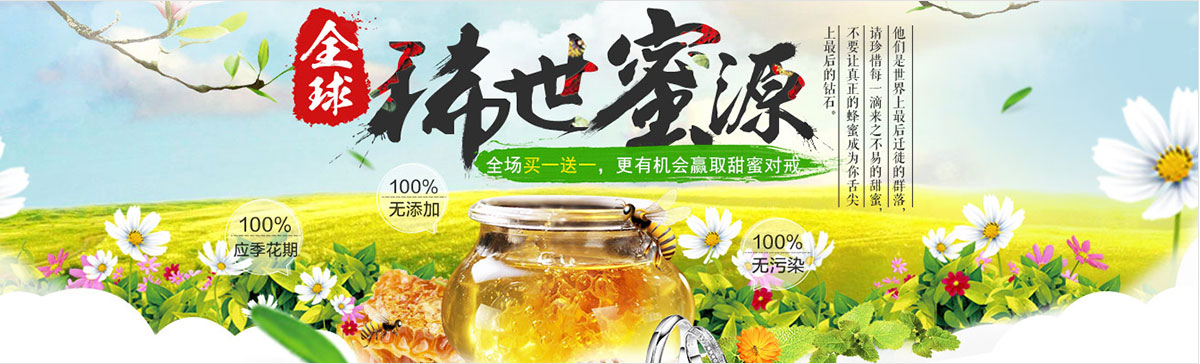 全球
稀世蜜源
全场买一送一，更有机会赢取甜蜜对戒
他们是世界上最后迁徙的群落，
请珍惜每一滴来之不易的甜蜜，
不要让真正的蜂蜜成为你舌尖
上最后的钻石。
100%
无添加
100%
应季花期
100%
无污染